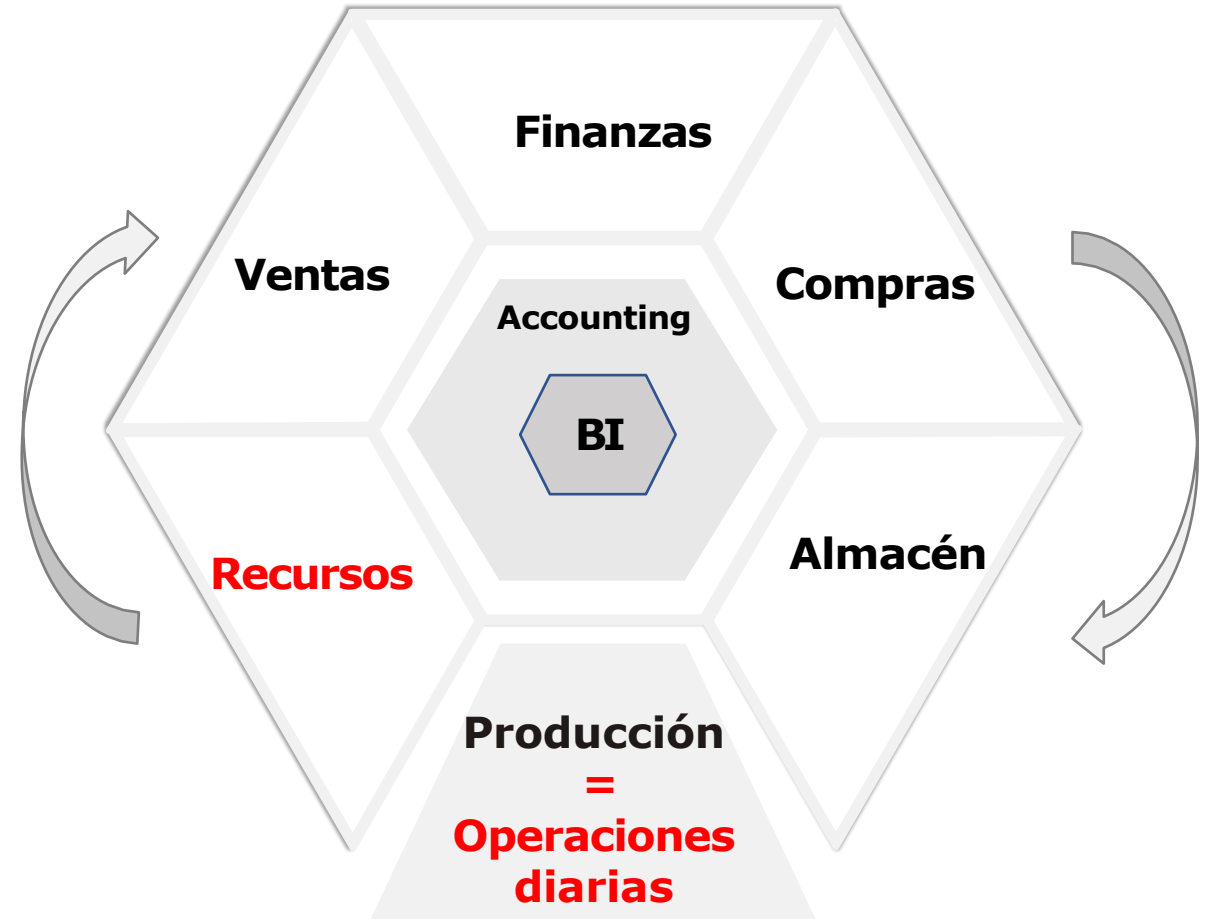 Finanzas
Ventas
Compras
Accounting
BI
Recursos
Almacén
Producción
=
Operaciones
diarias